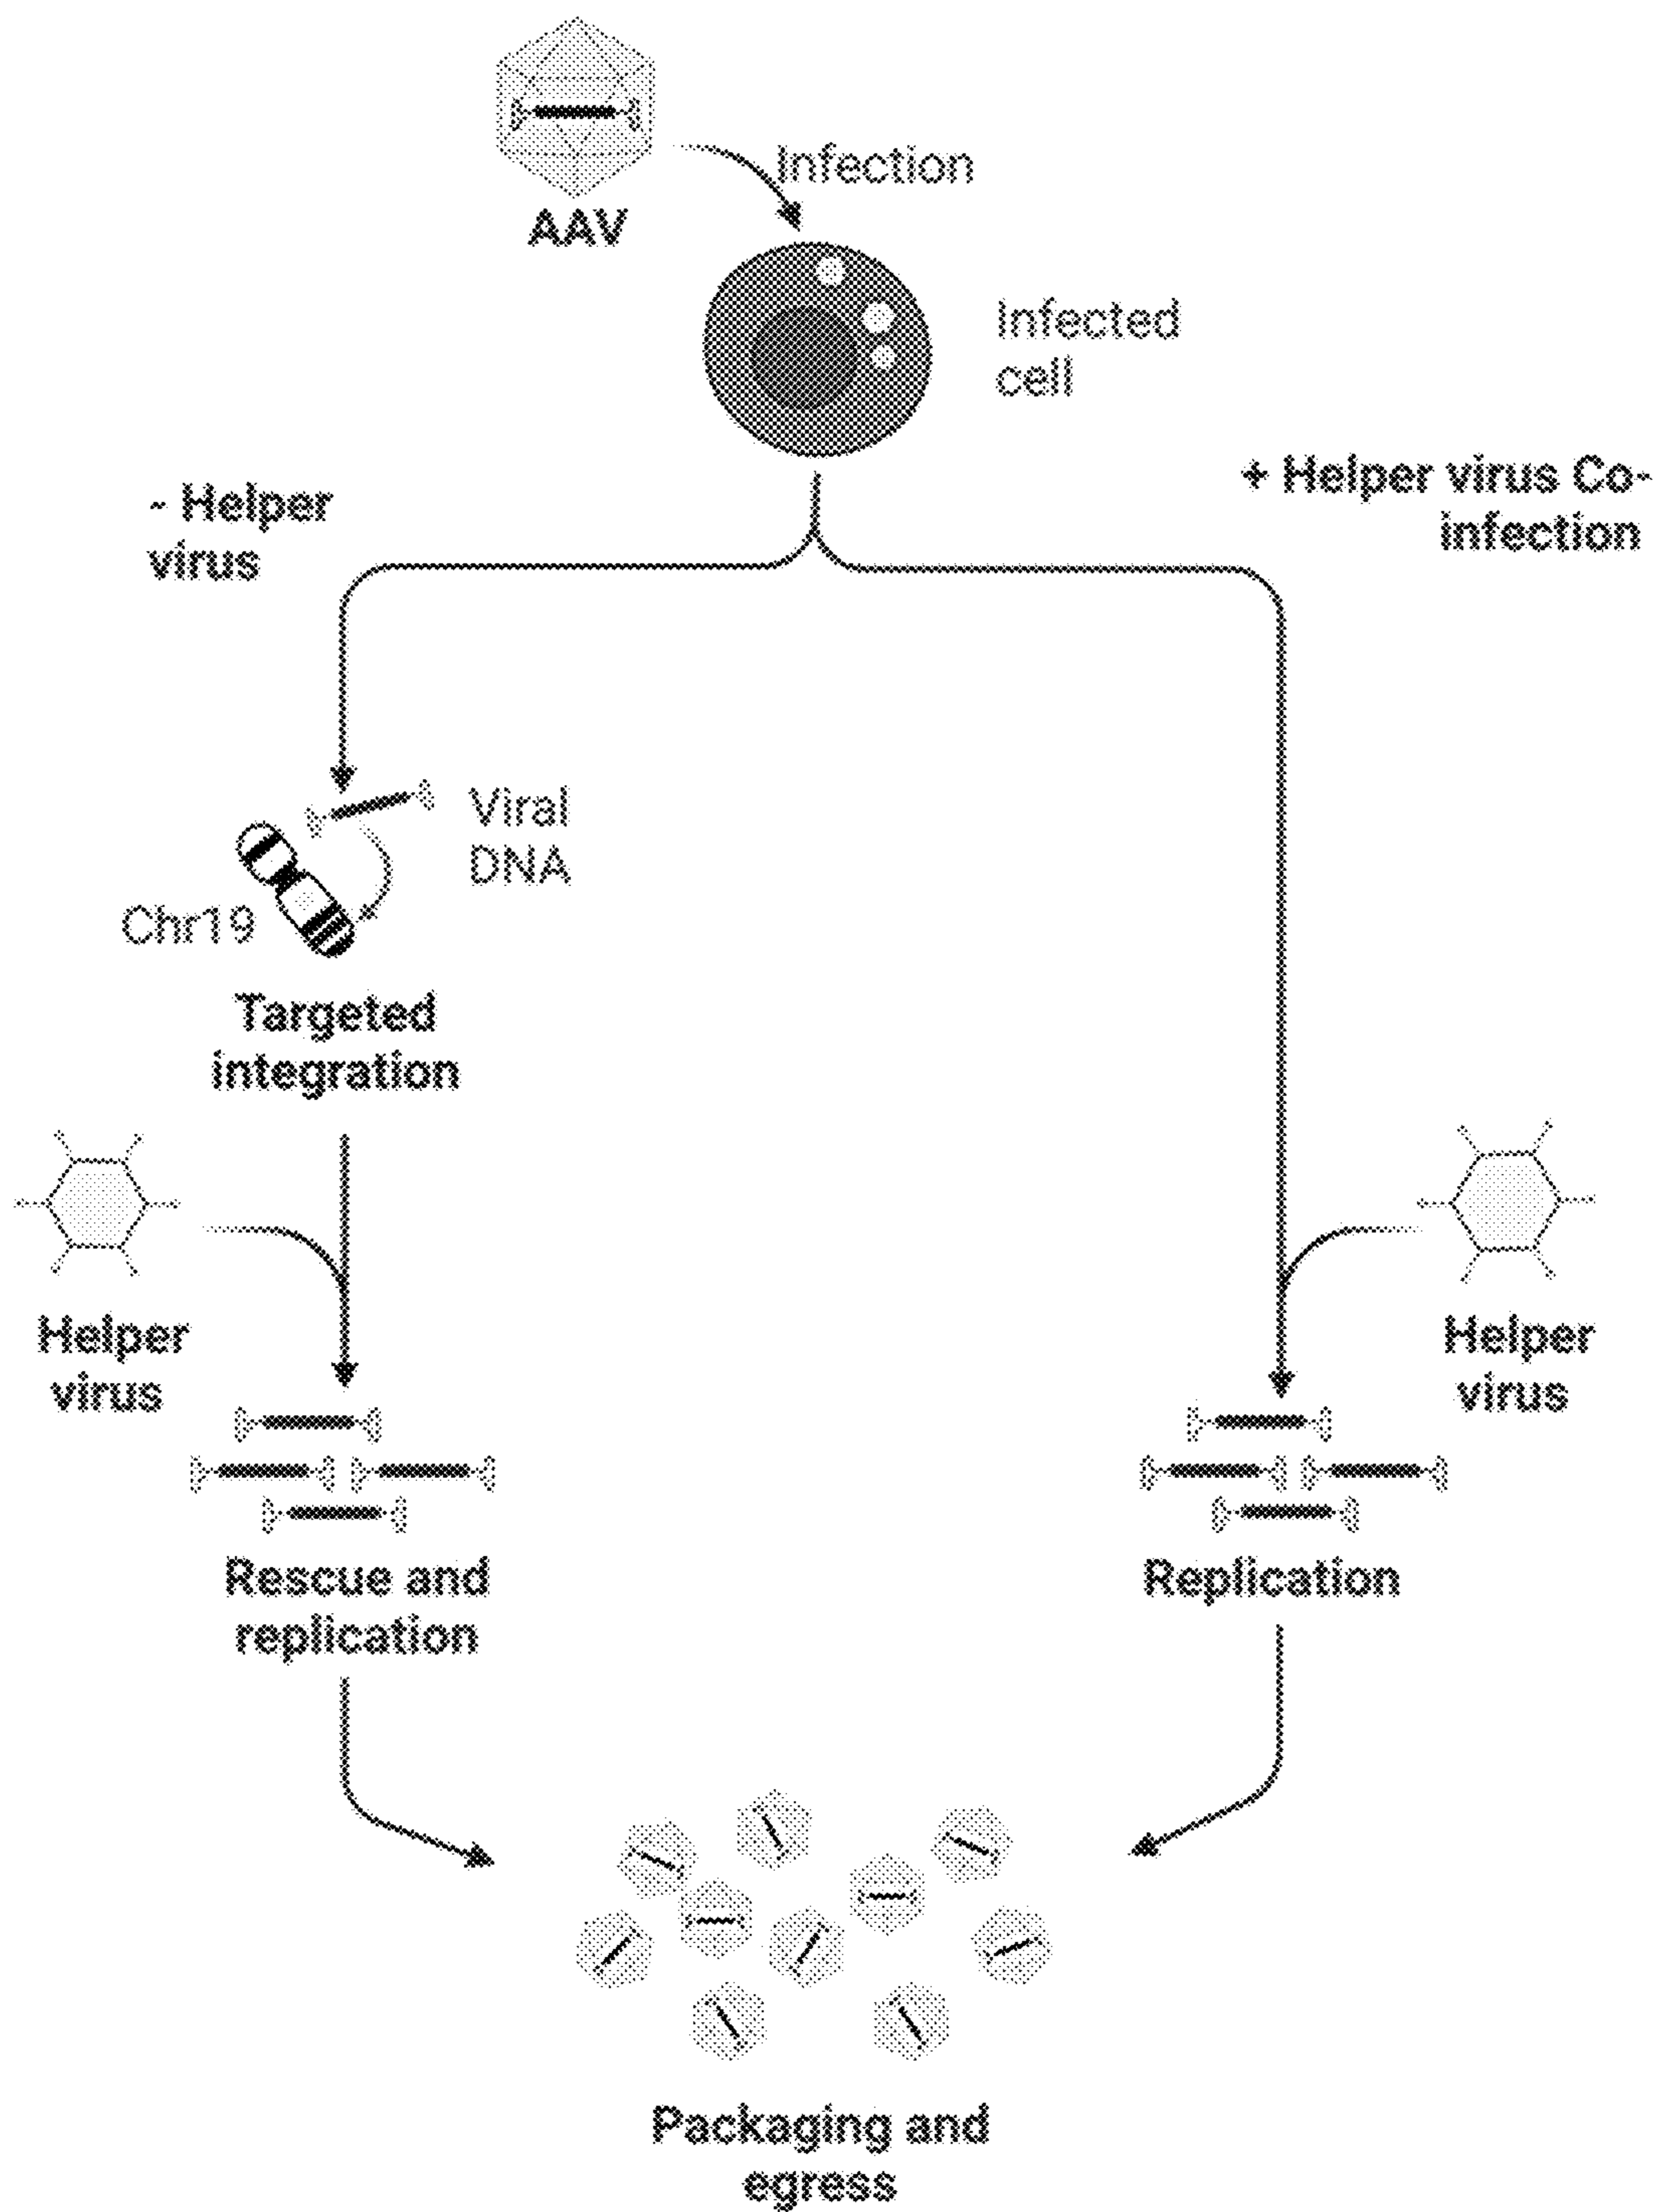 AAV
Infection
Infected
cell
- Helper
virus
+ Helper virus Co-
infection
Viral
DNA
Chr19
Targeted
integration
Helper
virus
Helper
virus
Rescue and
replication
Replication
Packaging and
egress